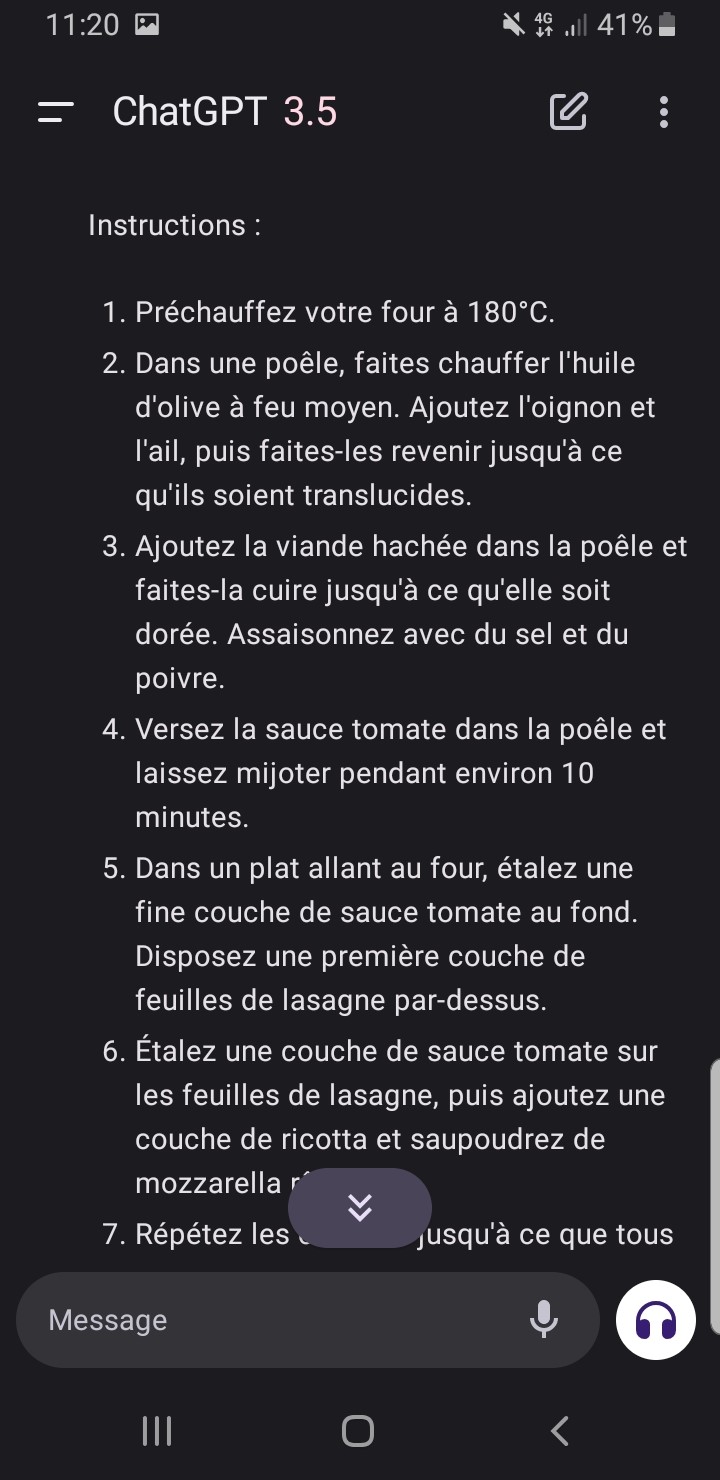 11:20 4G 41%
ChatGPT 3.5
Instructions :
1. Préchauffez votre four à 180°C.
2. Dans une poêle, faites chauffer l'huile
d'olive à feu moyen. Ajoutez l'oignon et
l'ail, puis faites-les revenir jusqu'à ce
qu'ils soient translucides.
3. Ajoutez la viande hachée dans la poêle et
faites-la cuire jusqu'à ce qu'elle soit
dorée. Assaisonnez avec du sel et du
poivre.
4. Versez la sauce tomate dans la poêle et
laissez mijoter pendant environ 10
minutes.
5. Dans un plat allant au four, étalez une
fine couche de sauce tomate au fond.
Disposez une première couche de
feuilles de lasagne par-dessus.
6. Étalez une couche de sauce tomate sur
les feuilles de lasagne, puis ajoutez une
couche de ricotta et saupoudrez de
mozzarella
7. Répétez les jusqu'à ce que tous
Message